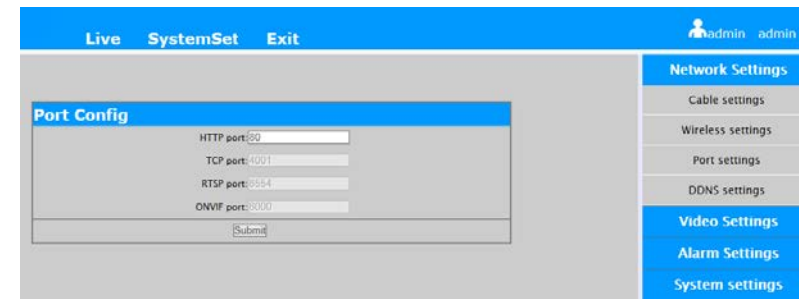 Live SystemSet Exit admin admin
Port Config
HTTP port:80
TCP port:4001
RTSP port:8554
ONVIF port:8000
Submit
Network Settings
Cable settings
Wireless settings
Port settings
DDNS settings
Video Settings
Alarm Settings
System settings